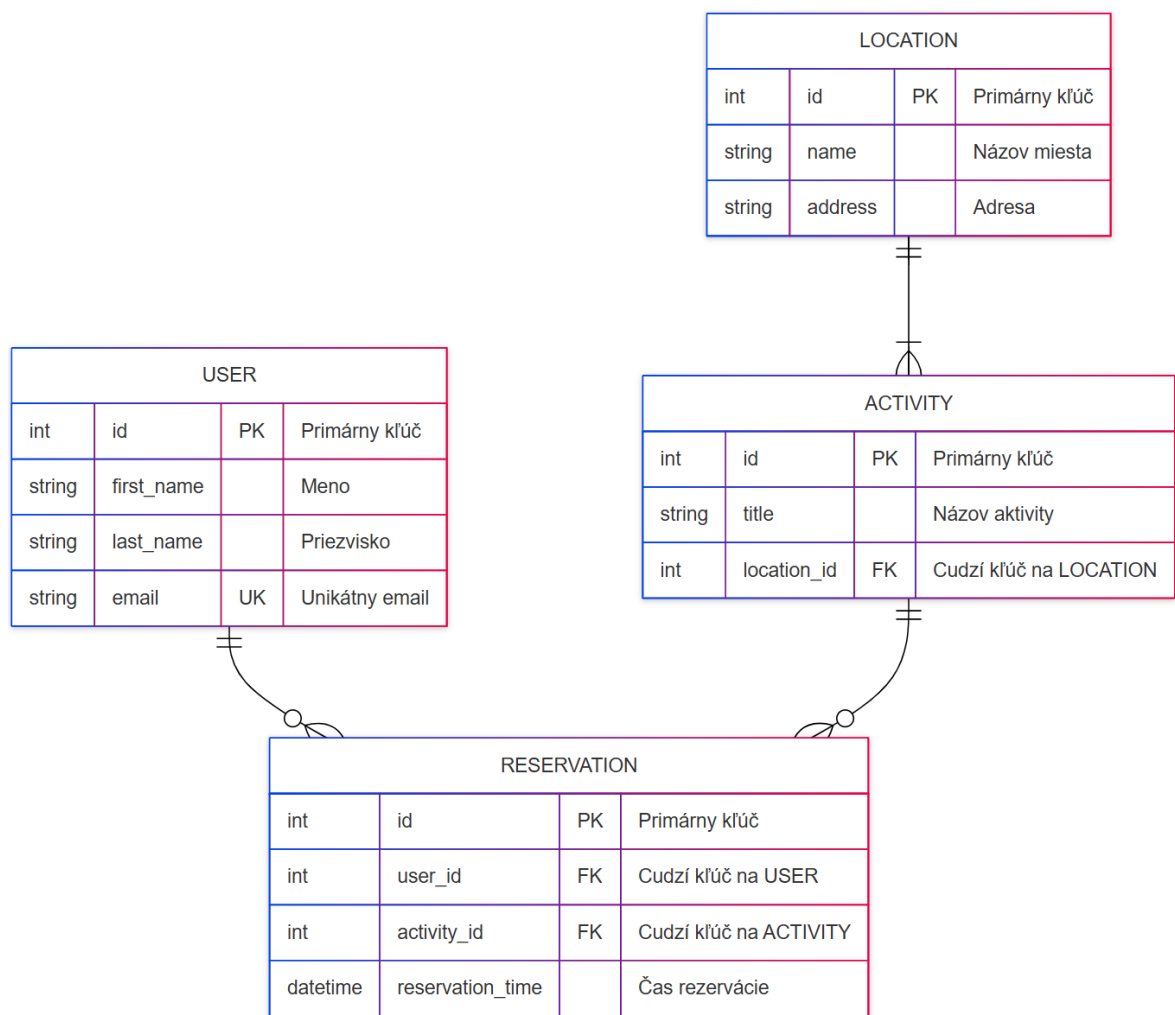 LOCATION
int id PK Primárny kľúč
string name Názov miesta
string address Adresa
USER
int id PK Primárny kľúč
string first_name Meno
string last_name Priezvisko
string email UK Unikátny email
ACTIVITY
int id PK Primárny kľúč
string title Názov aktivity
int location_id FK Cudzí kľúč na LOCATION
RESERVATION
int id PK Primárny kľúč
int user_id FK Cudzí kľúč na USER
int activity_id FK Cudzí kľúč na ACTIVITY
datetime reservation_time Čas rezervácie